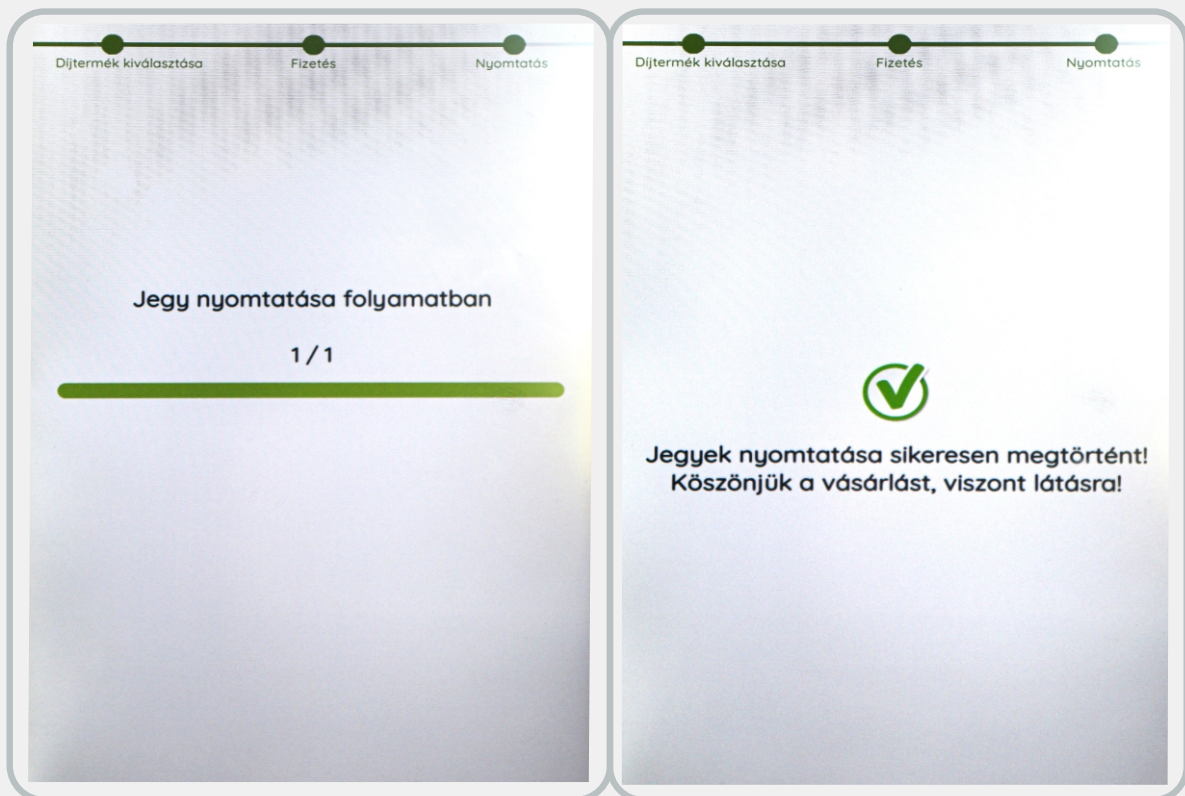 Díjtermék kiválasztása Fizetés Nyomtatás
Jegy nyomtatása folyamatban
1 / 1
Díjtermék kiválasztása Fizetés Nyomtatás
Jegyek nyomtatása sikeresen megtörtént!
Köszönjük a vásárlást, viszont látásra!